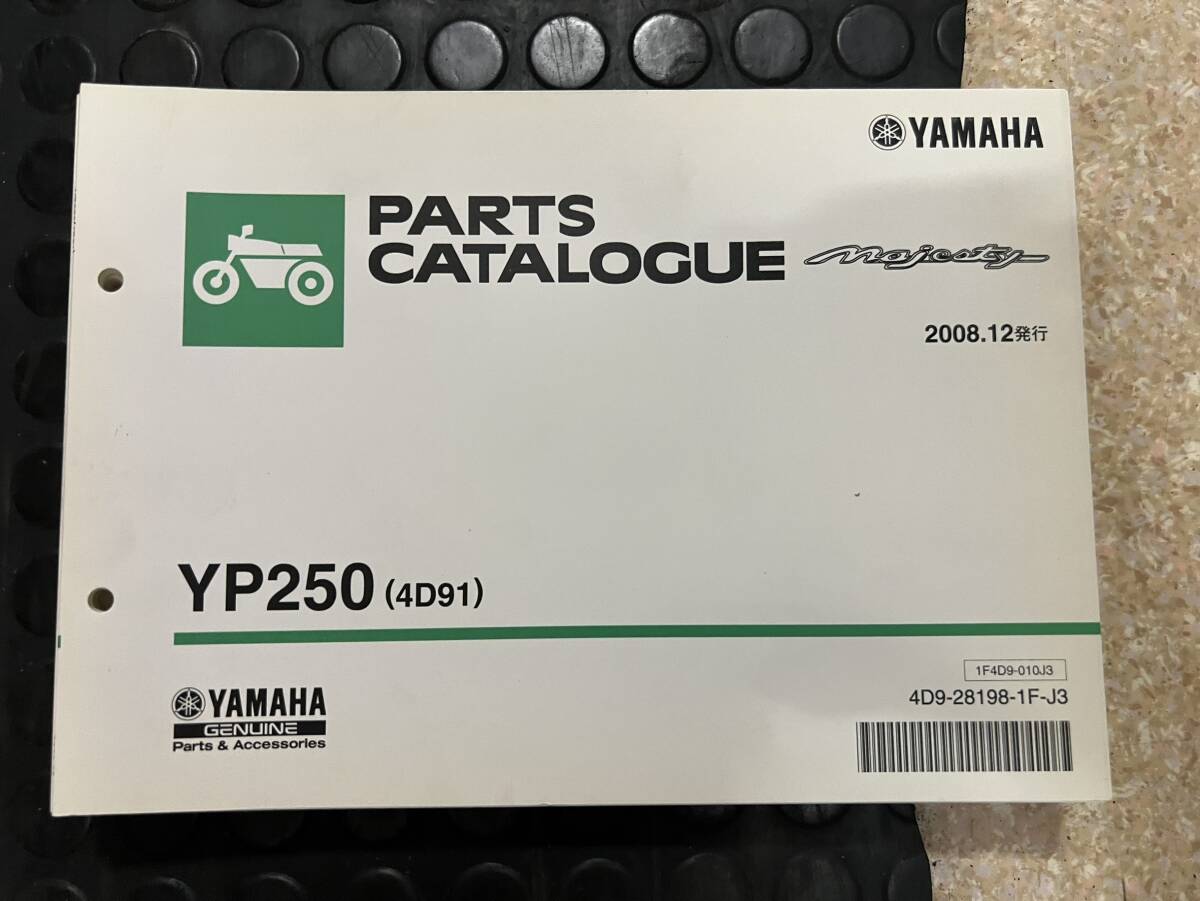 YAMAHA
PARTS
CATALOGUE
Majesty
2008.12発行
YP250 (4D91)
1F4D9-010J3
4D9-28198-1F-J3
YAMAHA
GENUINE
Parts & Accessories